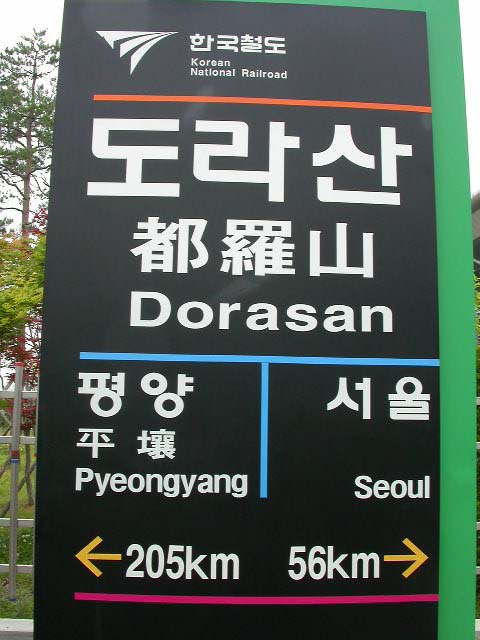 한국철도
Korean
National Railroad
도라산
都羅山
Dorasan
평양 서울
平壤
Pyeongyang Seoul
205km 56km